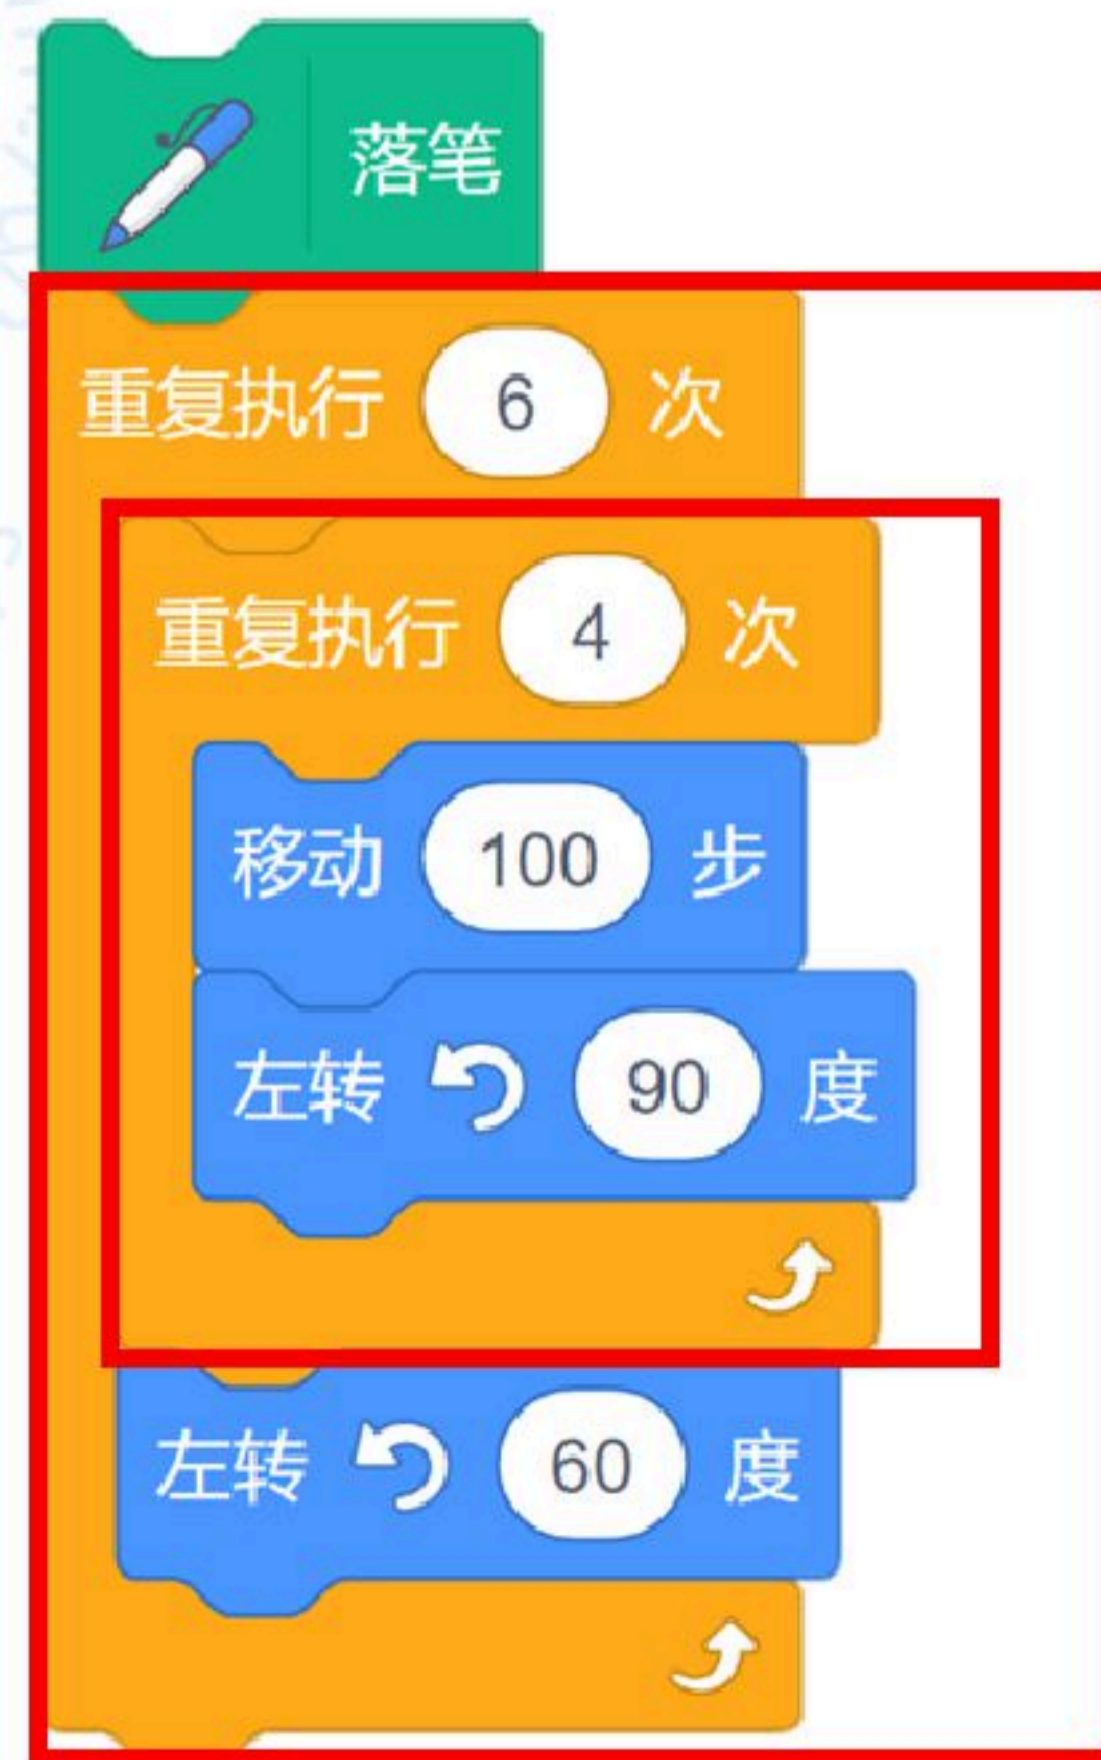 落笔
重复执行 6 次
重复执行 4 次
移动 100 步
左转 90 度
左转 60 度